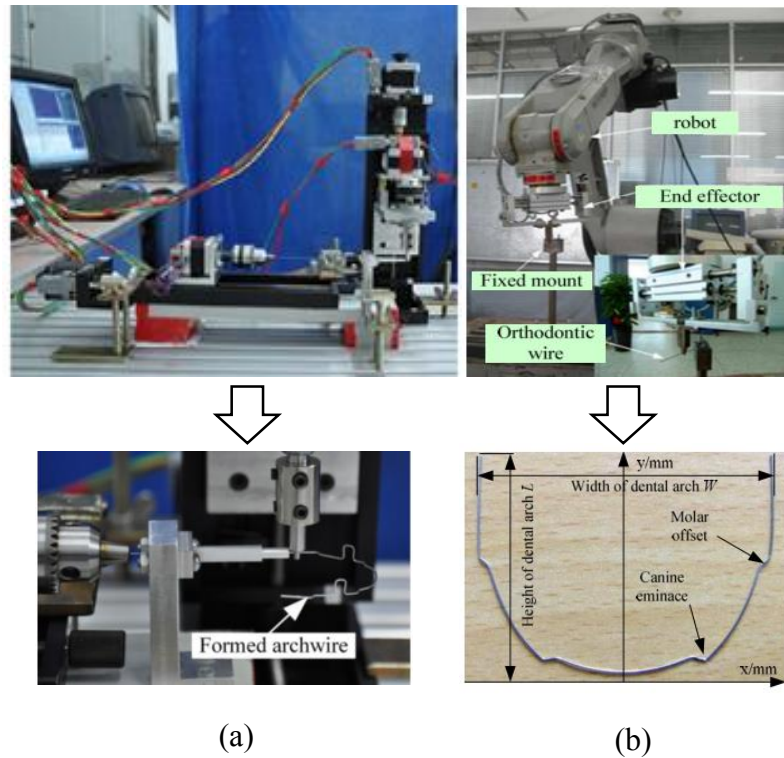 robot
End effector
Fixed mount
Orthodontic
wire
Formed archwire
y/mm
Width of dental arch W
Height of dental arch L
Molar
offset
Canine
eminace
x/mm
(a)
(b)